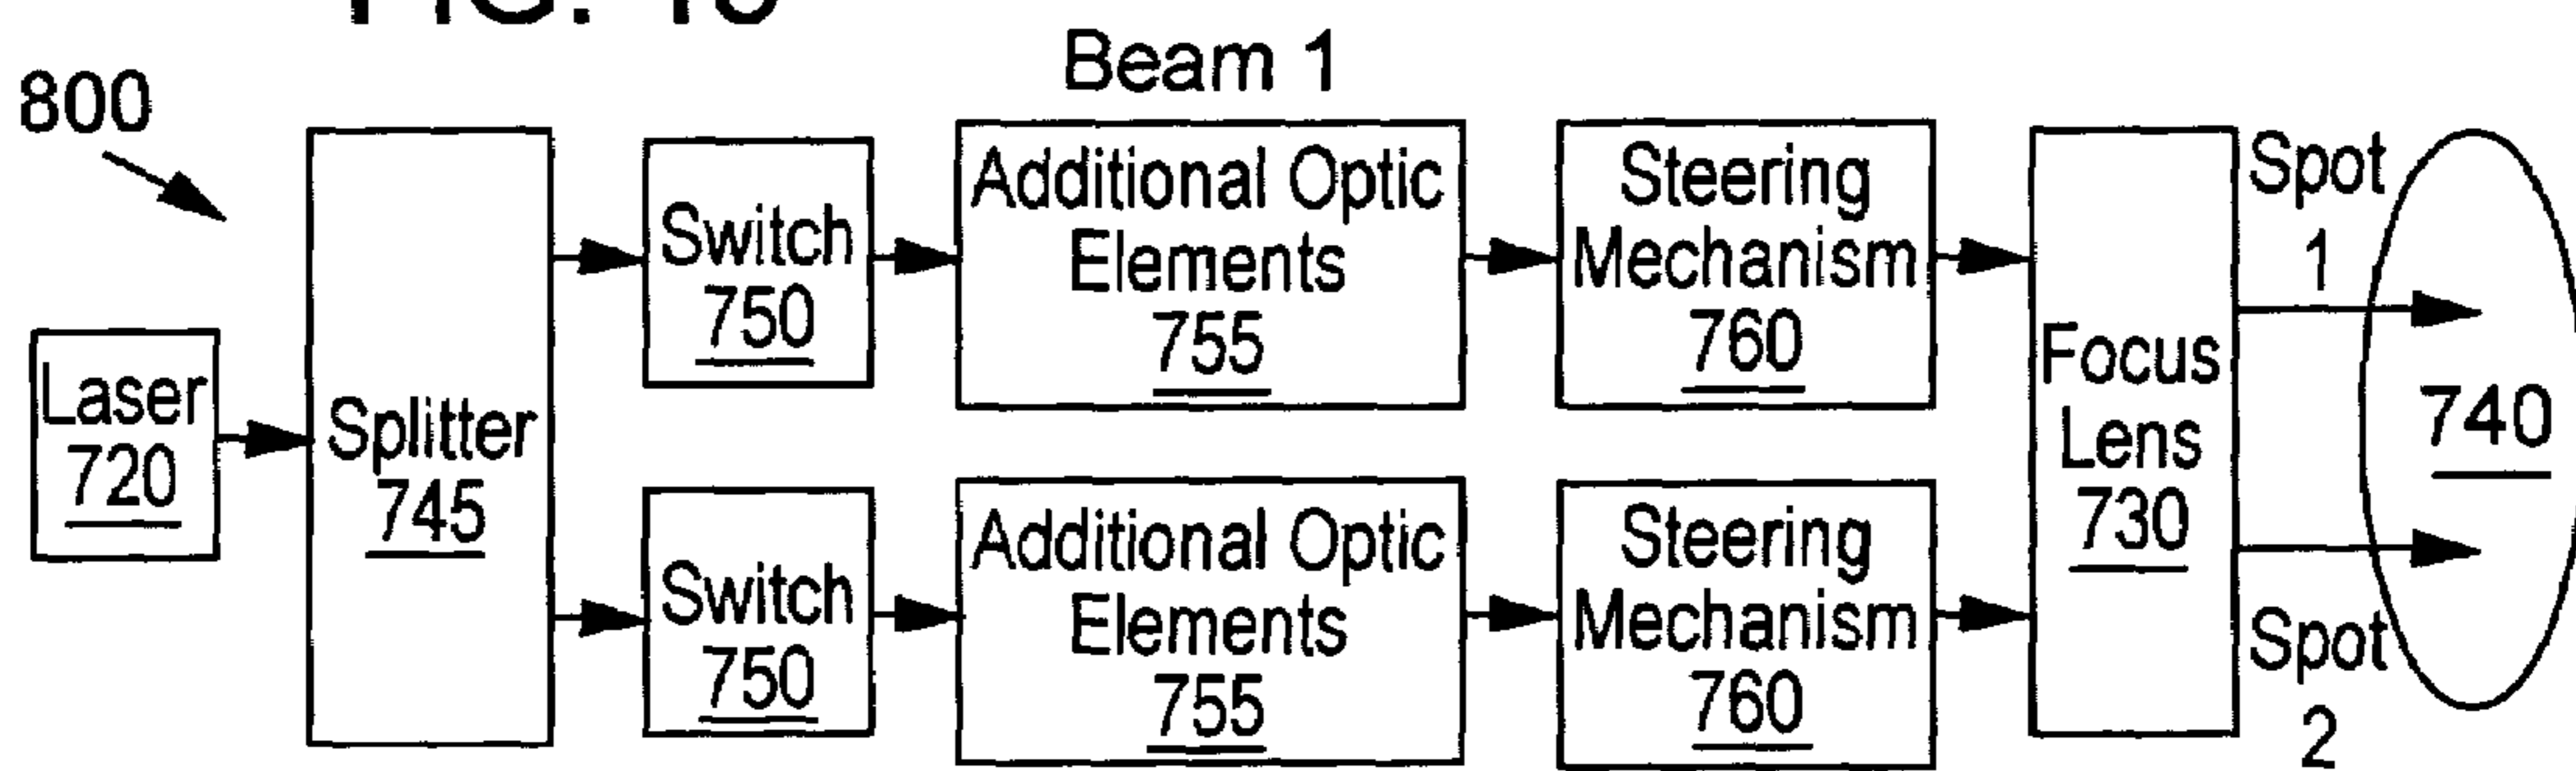 800
Beam 1
Laser
720
Splitter
745
Switch
750
Additional Optic
Elements
755
Steering
Mechanism
760
Switch
750
Additional Optic
Elements
755
Steering
Mechanism
760
Focus
Lens
730
Spot
1
Spot
2
740